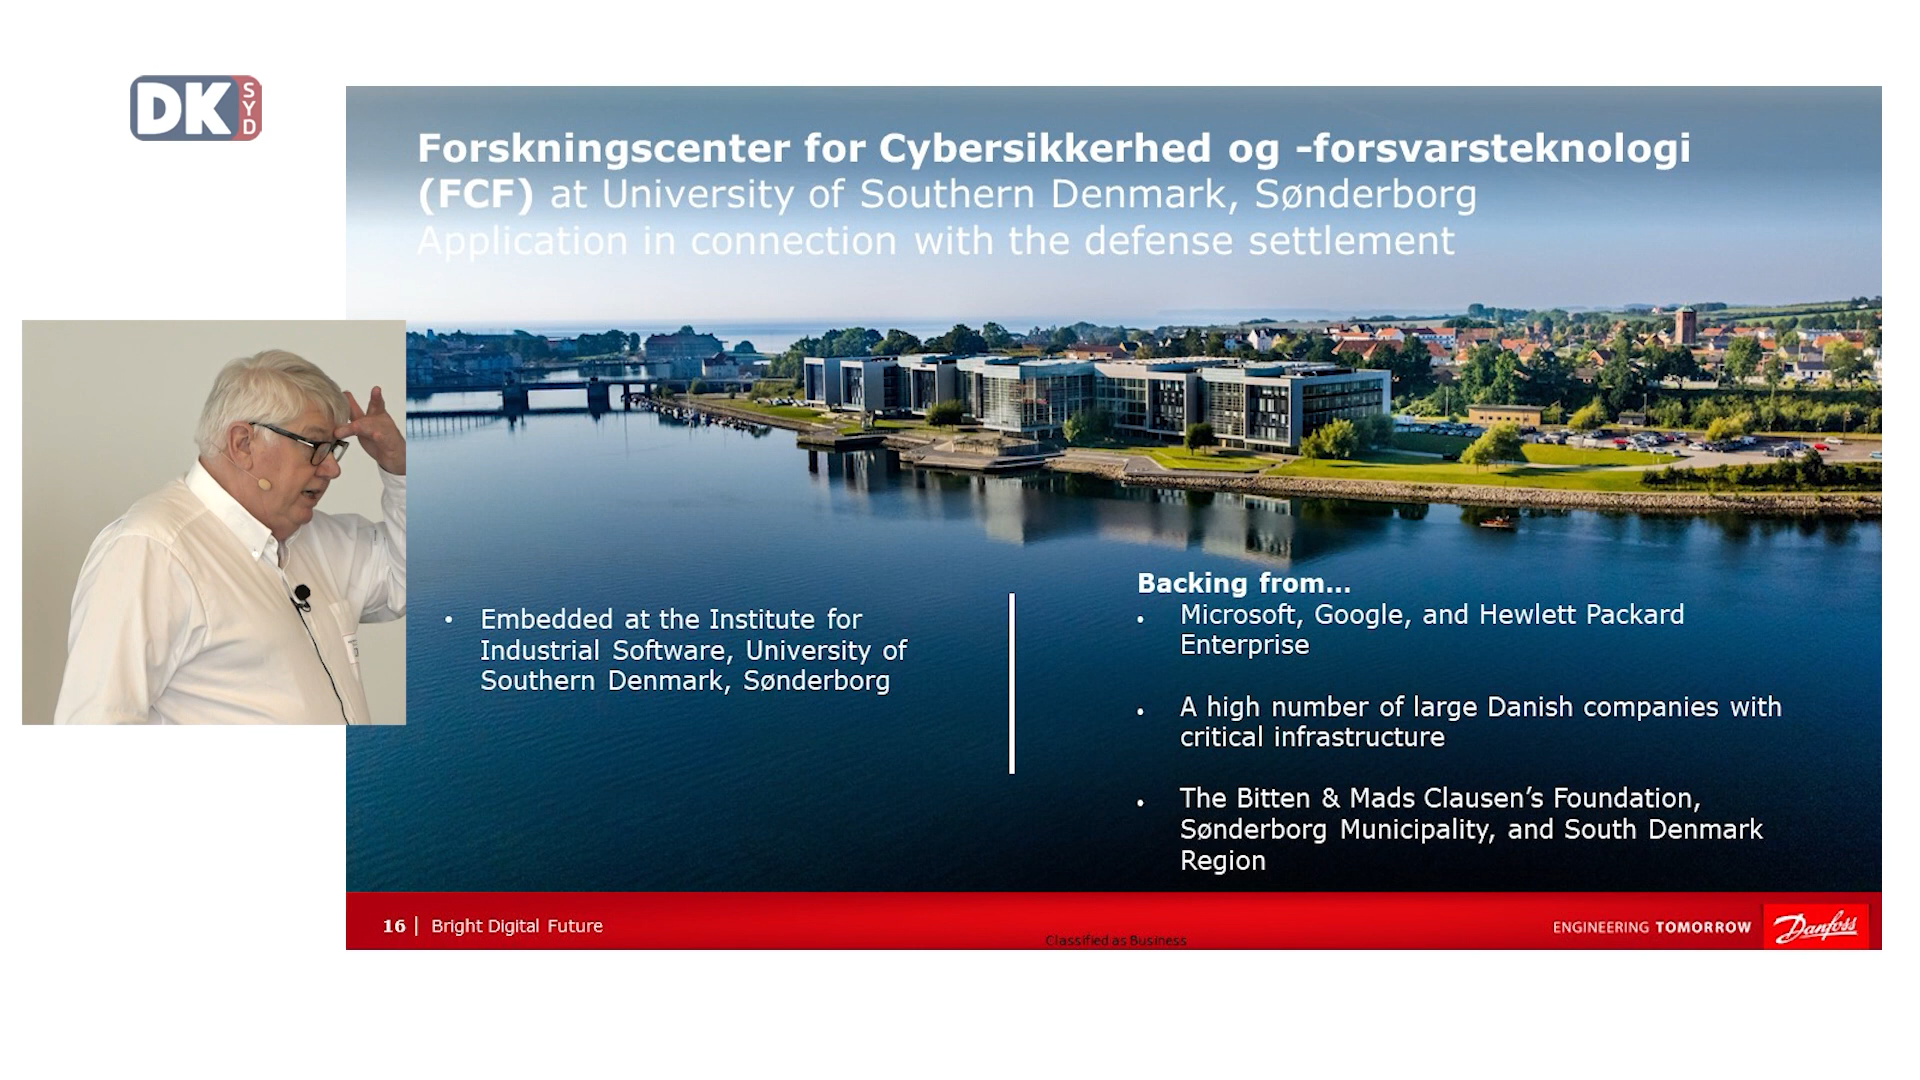 DK SYD
Forskningscenter for Cybersikkerhed og -forsvarsteknologi
(FCF) at University of Southern Denmark, Sønderborg
Application in connection with the defense settlement
• Embedded at the Institute for
Industrial Software, University of
Southern Denmark, Sønderborg
Backing from...
• Microsoft, Google, and Hewlett Packard
Enterprise
• A high number of large Danish companies with
critical infrastructure
• The Bitten & Mads Clausen’s Foundation,
Sønderborg Municipality, and South Denmark
Region
16 | Bright Digital Future
Classified as Business
ENGINEERING TOMORROW
Danfoss